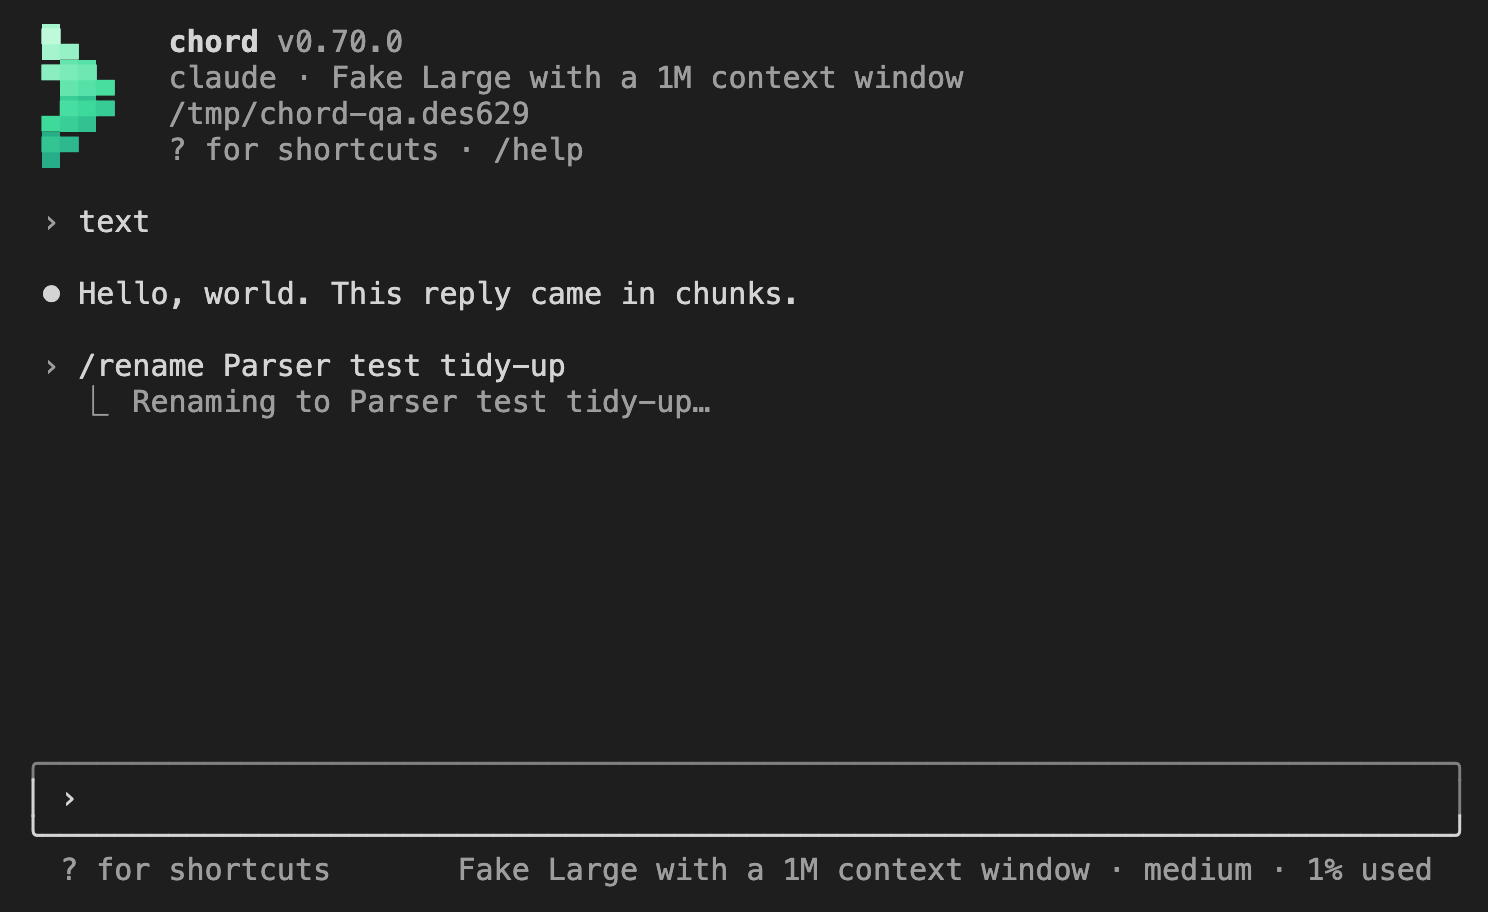 chord v0.70.0
claude · Fake Large with a 1M context window
/tmp/chord-qa.des629
? for shortcuts · /help
› text
● Hello, world. This reply came in chunks.
› /rename Parser test tidy-up
⎿ Renaming to Parser test tidy-up…
›
? for shortcuts Fake Large with a 1M context window · medium · 1% used